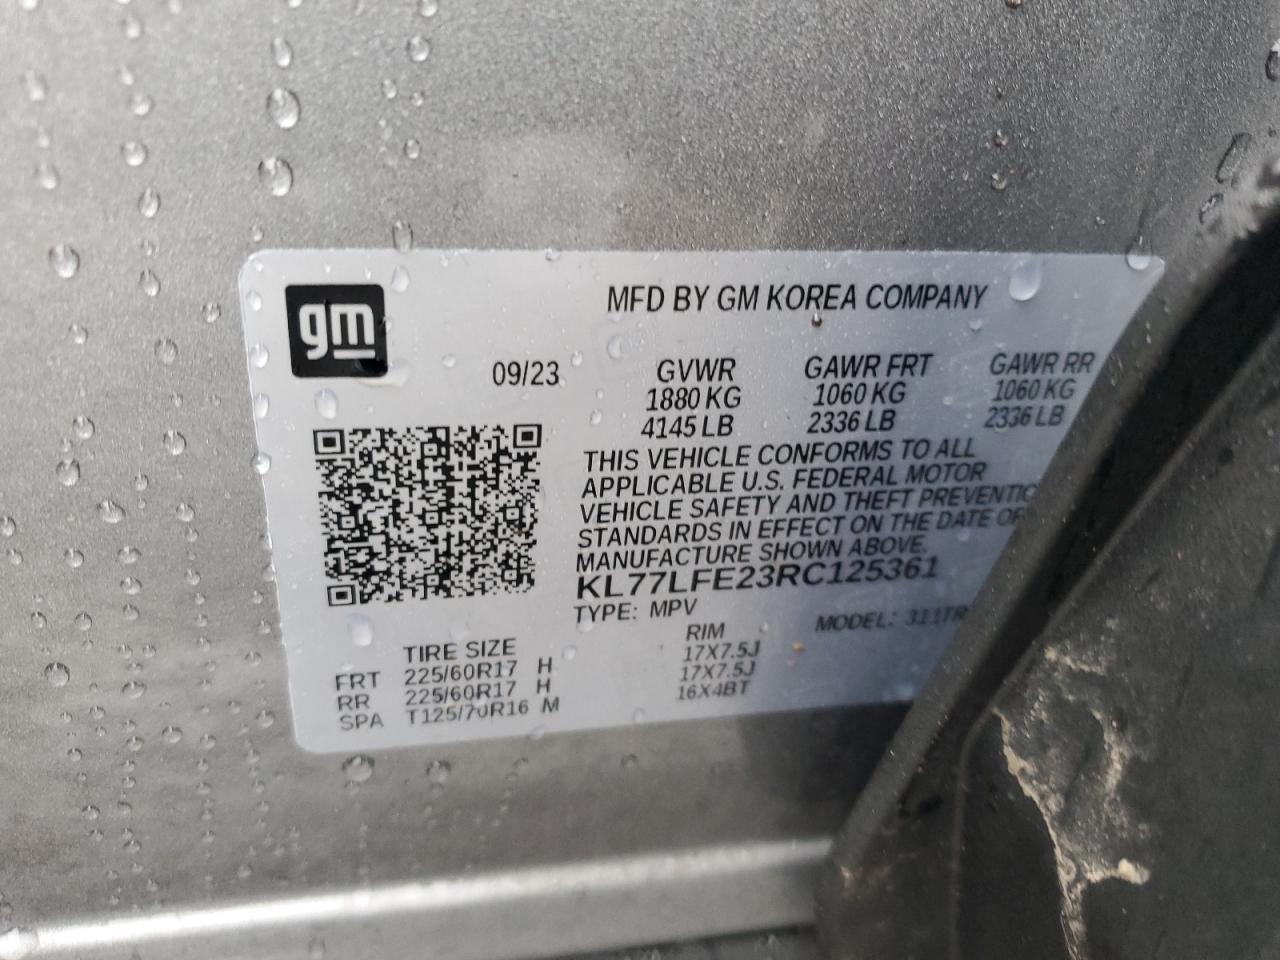 gm
MFD BY GM KOREA COMPANY
09/23 GVWR GAWR FRT GAWR RR
1880 KG 1060 KG 1060 KG
4145 LB 2336 LB 2336 LB
THIS VEHICLE CONFORMS TO ALL
APPLICABLE U.S. FEDERAL MOTOR
VEHICLE SAFETY AND THEFT PREVENTIO
STANDARDS IN EFFECT ON THE DATE OF
MANUFACTURE SHOWN ABOVE.
KL77LFE23RC125361
TYPE: MPV MODEL: 311TR
TIRE SIZE RIM
FRT 225/60R17 H 17X7.5J
RR 225/60R17 H 17X7.5J
SPA T125/70R16 M 16X4BT